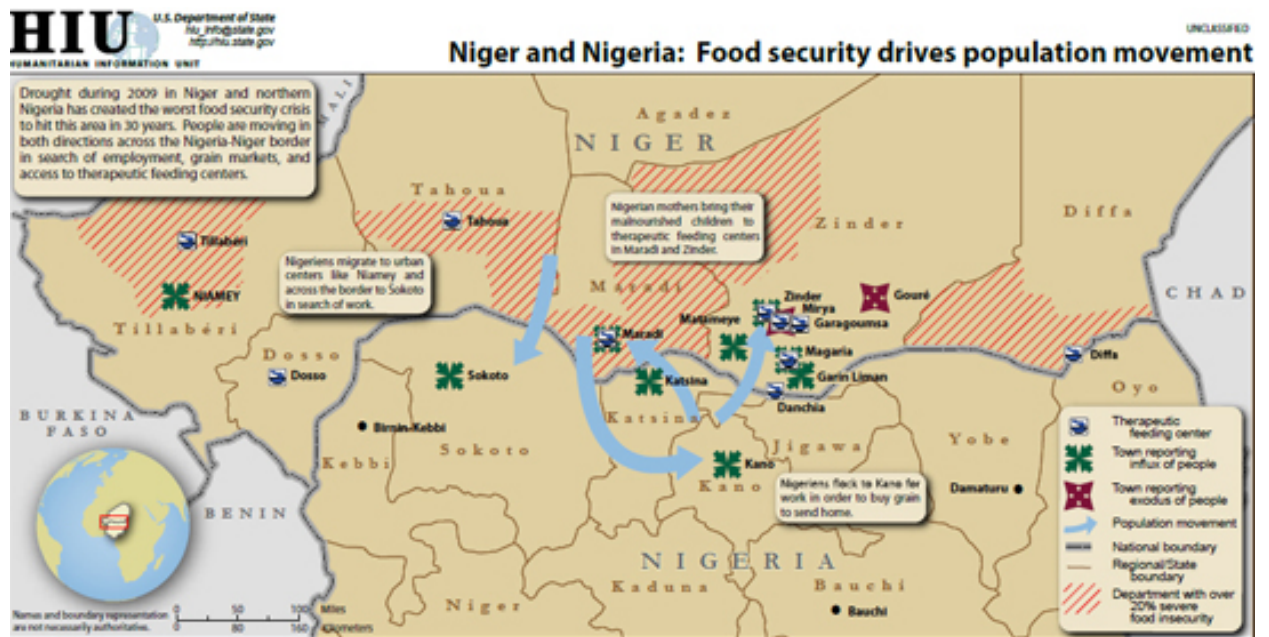 HIU
U.S. Department of State
hiu_info@state.gov
http://hiu.state.gov
HUMANITARIAN INFORMATION UNIT
UNCLASSIFIED
Niger and Nigeria: Food security drives population movement
Drought during 2009 in Niger and northern
Nigeria has created the worst food security crisis
to hit this area in 30 years. People are moving in
both directions across the Nigeria-Niger border
in search of employment, grain markets, and
access to therapeutic feeding centers.
MALI
Agadez
NIGER
Tahoua
Tahoua
Nigerian mothers bring their
malnourished children to
therapeutic feeding centers
in Maradi and Zinder.
Zinder
Diffa
Tillabéri
Nigeriens migrate to urban
centers like Niamey and
across the border to Sokoto
in search of work.
NIAMEY
Maradi
CHAD
Zinder
Gouré
Mirya
Matameye
Garagoumsa
Tillabéri
Maradi
Dosso
Magaria
Diffa
Dosso
Sokoto
Katsina
Garin Liman
Oyo
Danchia
BURKINA
FASO
Katsina
Birnin-Kebbi
Sokoto
Jigawa
Yobe
Kebbi
Kano
Kano
Nigeriens flock to Kano for
work in order to buy grain
to send home.
Damaturu
BENIN
NIGERIA
Kaduna
Bauchi
Niger
Bauchi
Therapeutic
feeding center
Town reporting
influx of people
Town reporting
exodus of people
Population movement
National boundary
Regional/State
boundary
Department with over
20% severe
food insecurity
Names and boundary representation
are not necessarily authoritative.
0 50 100 Miles
0 80 160 Kilometers